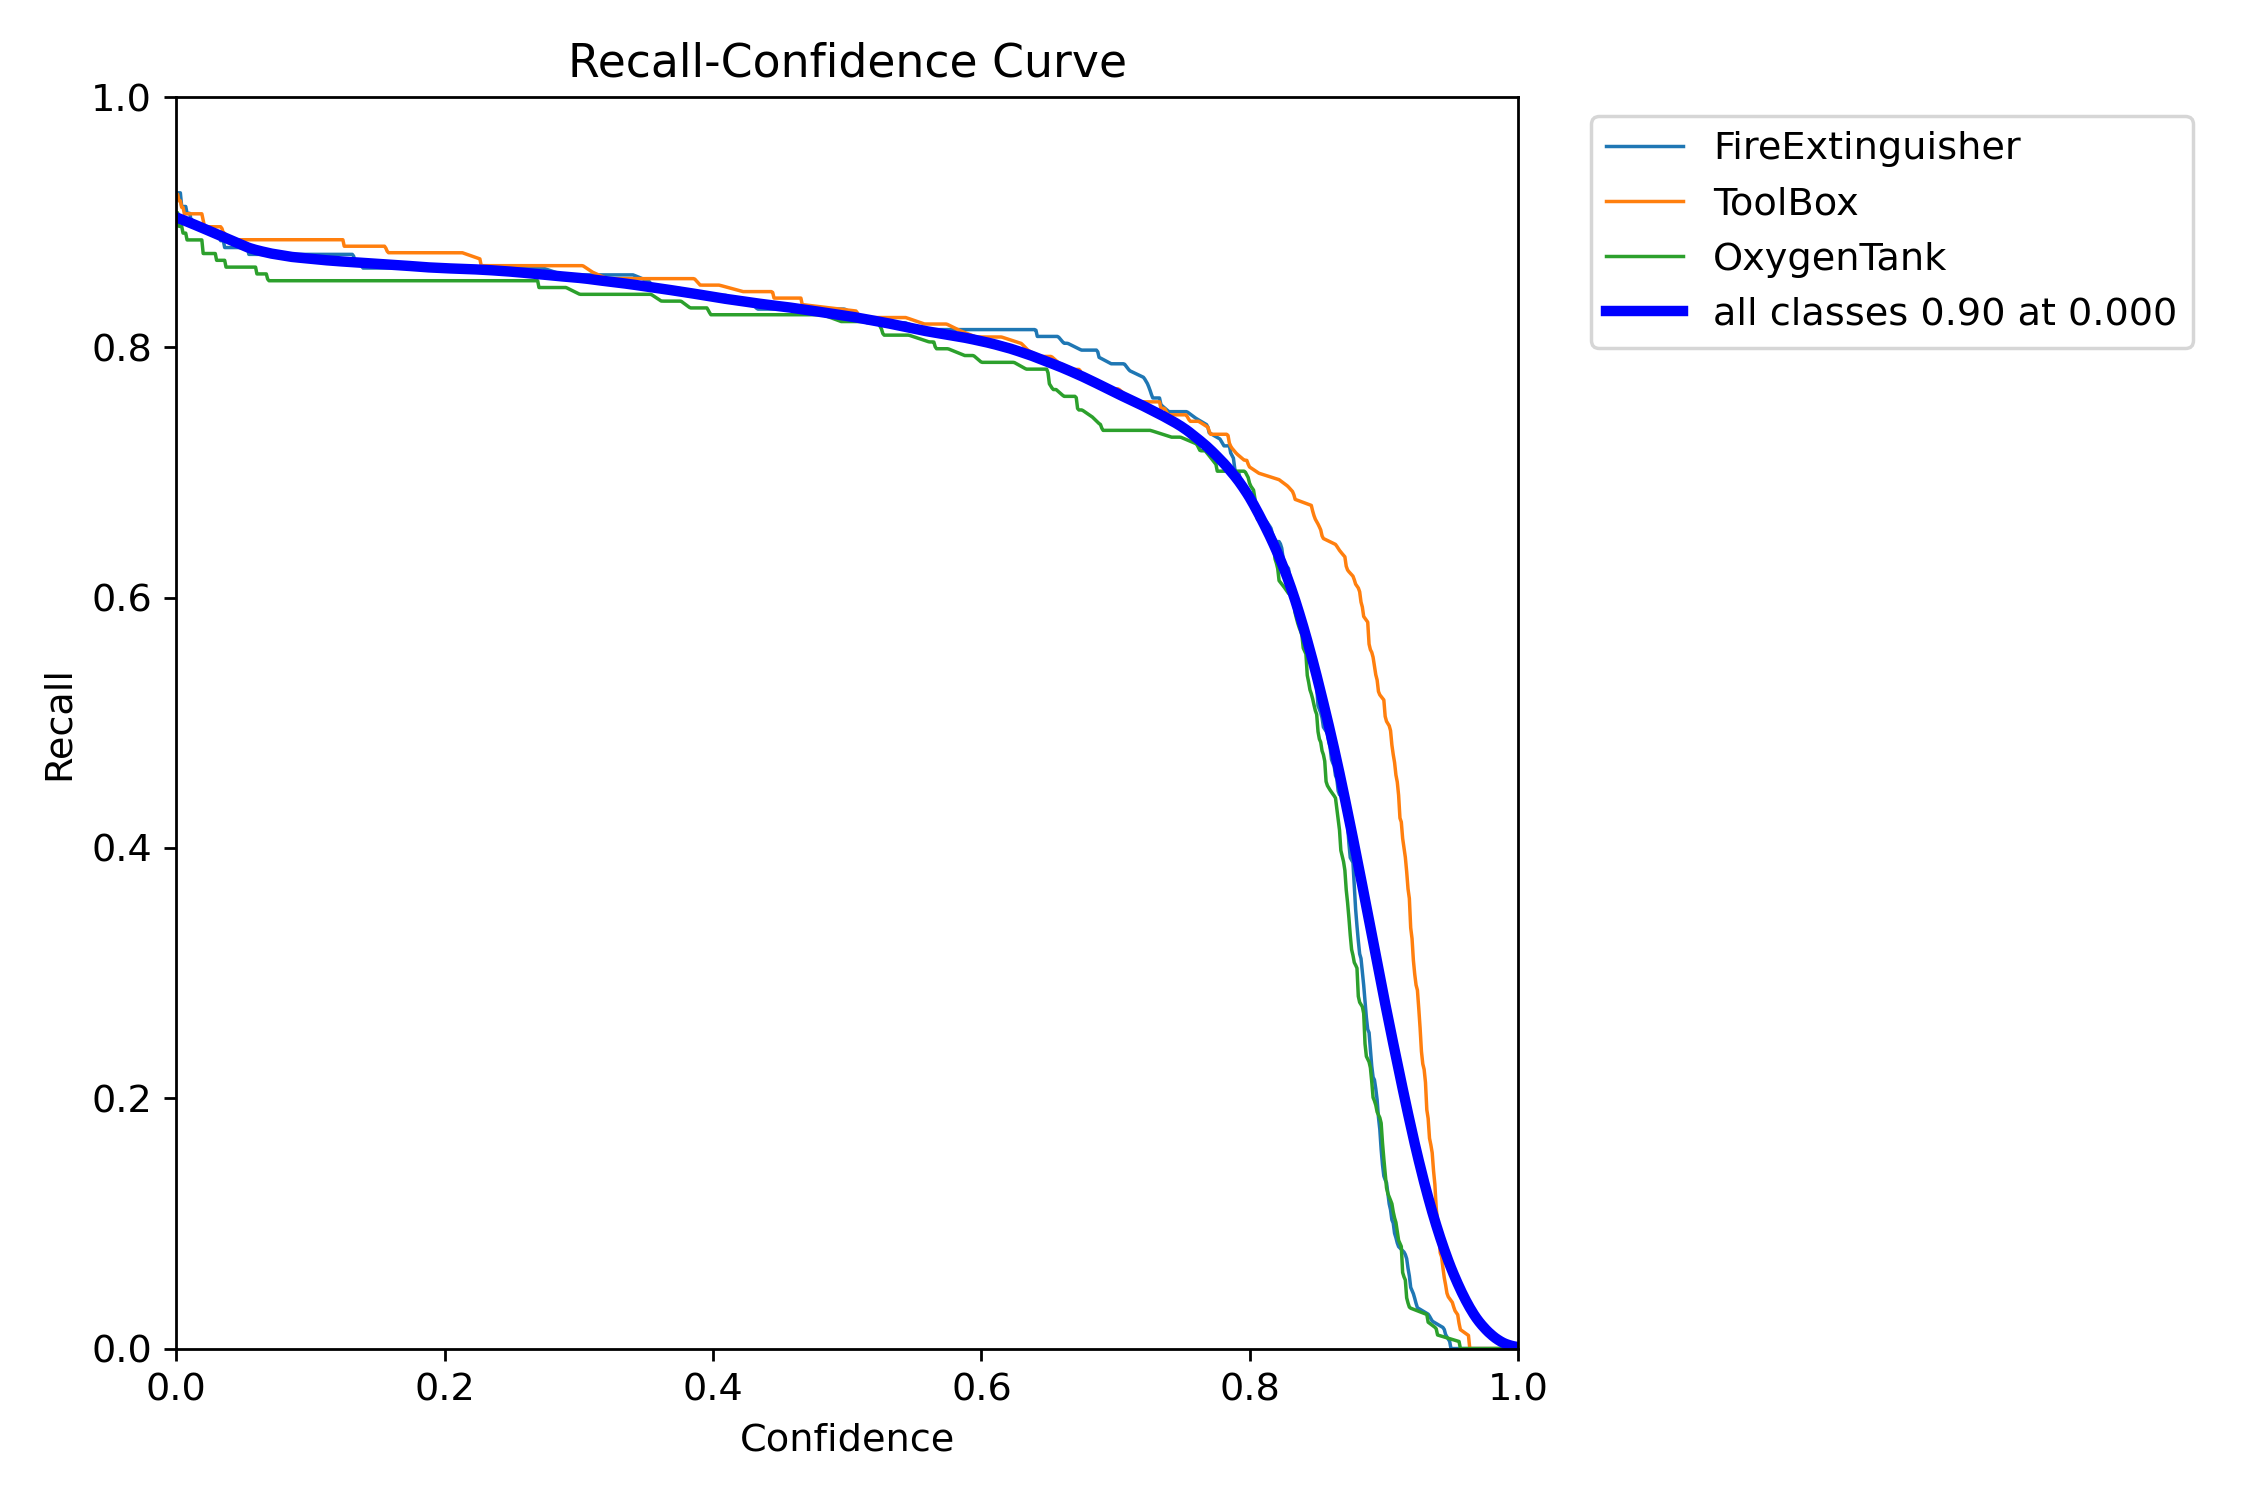 Recall-Confidence Curve
1.0
0.8
0.6
0.4
0.2
0.0
Recall
0.0 0.2 0.4 0.6 0.8 1.0
Confidence
FireExtinguisher
ToolBox
OxygenTank
all classes 0.90 at 0.000